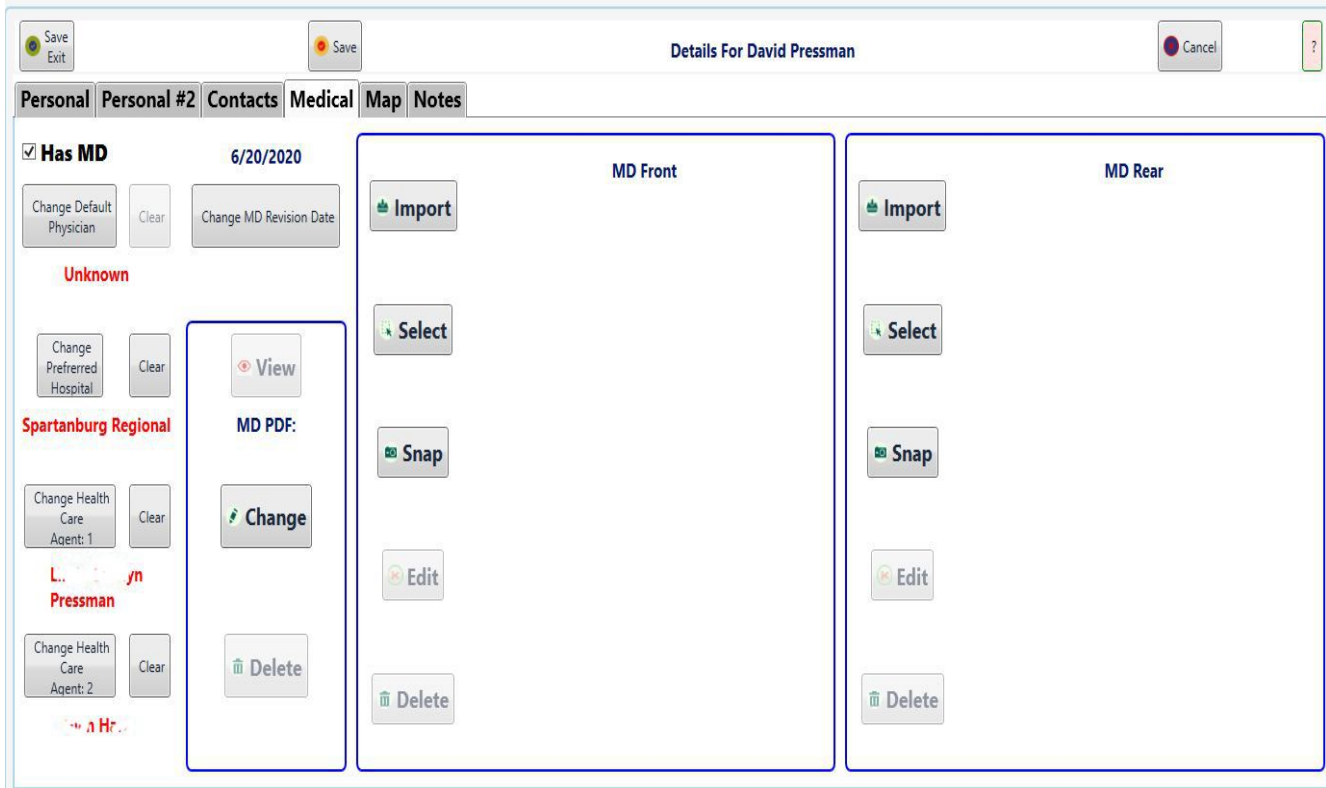 Save
Exit
Save
Details For David Pressman
Cancel
?
Personal Personal #2 Contacts Medical Map Notes
Has MD
6/20/2020
Change Default
Physician
Clear
Change MD Revision Date
Unknown
Change
Prefrerred
Hospital
Clear
Spartanburg Regional
Change Health
Care
Agent: 1
Clear
Pressman
Change Health
Care
Agent: 2
Clear
View
MD PDF:
Change
Delete
MD Front
Import
Select
Snap
Edit
Delete
MD Rear
Import
Select
Snap
Edit
Delete